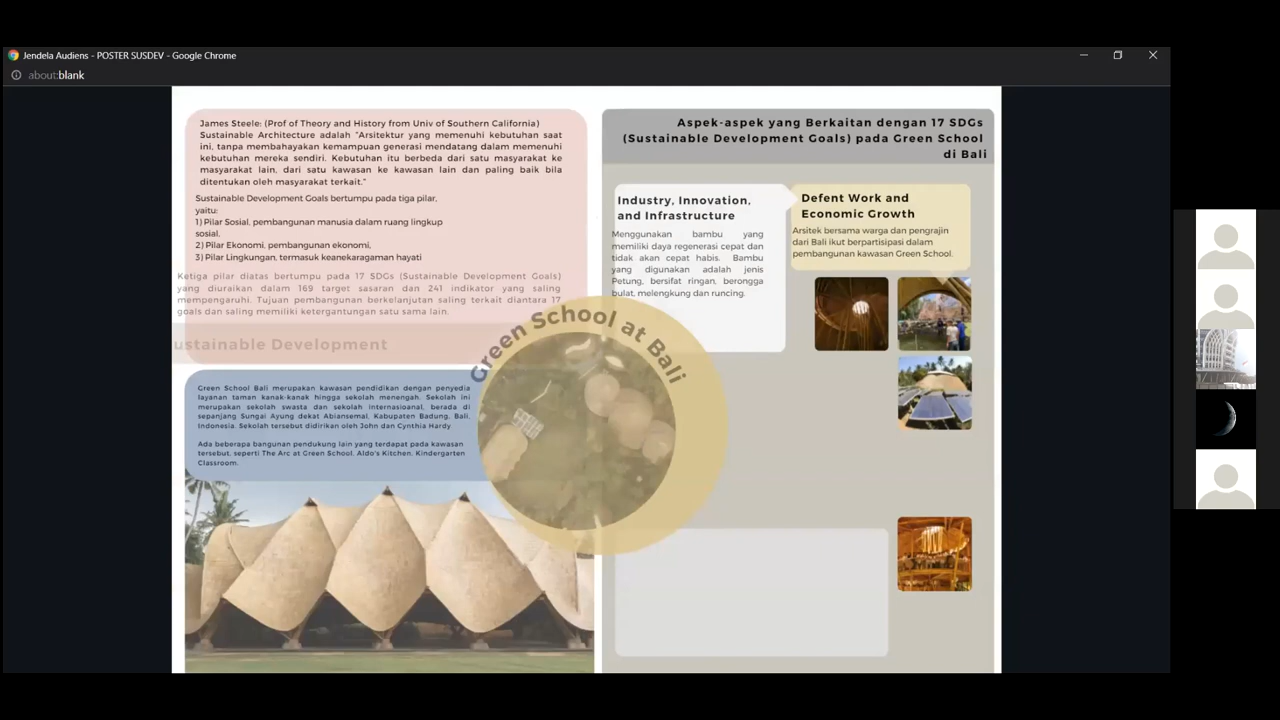 Jendela Audiens - POSTER SUSDEV - Google Chrome
about:blank
James Steele: (Prof of Theory and History from Univ of Southern California)
Sustainable Architecture adalah "Arsitektur yang memenuhi kebutuhan saat
ini, tanpa membahayakan kemampuan generasi mendatang dalam memenuhi
kebutuhan mereka sendiri. Kebutuhan itu berbeda dari satu masyarakat ke
masyarakat lain, dari satu kawasan ke kawasan lain dan paling baik bila
ditentukan oleh masyarakat terkait."
Sustainable Development Goals bertumpu pada tiga pilar,
yaitu:
1) Pilar Sosial, pembangunan manusia dalam ruang lingkup
sosial,
2) Pilar Ekonomi, pembangunan ekonomi,
3) Pilar Lingkungan, termasuk keanekaragaman hayati
Ketiga pilar diatas bertumpu pada 17 SDGs (Sustainable Development Goals)
yang diuraikan dalam 169 target sasaran dan 241 indikator yang saling
mempengaruhi. Tujuan pembangunan berkelanjutan saling terkait diantara 17
goals dan saling memiliki ketergantungan satu sama lain.
ustainable Development
Green School Bali merupakan kawasan pendidikan dengan penyedia
layanan taman kanak-kanak hingga sekolah menengah. Sekolah ini
merupakan sekolah swasta dan sekolah internasioanal, berada di
sepanjang Sungai Ayung dekat Abiansemal, Kabupaten Badung, Bali,
Indonesia. Sekolah tersebut didirikan oleh John dan Cynthia Hardy
Ada beberapa bangunan pendukung lain yang terdapat pada kawasan
tersebut, seperti The Arc at Green School, Aldo's Kitchen, Kindergarten
Classroom.
Green School at Bali
Aspek-aspek yang Berkaitan dengan 17 SDGs
(Sustainable Development Goals) pada Green School
di Bali
Industry, Innovation,
and Infrastructure
Menggunakan bambu yang
memiliki daya regenerasi cepat dan
tidak akan cepat habis. Bambu
yang digunakan adalah jenis
Petung, bersifat ringan, berongga
bulat, melengkung dan runcing.
Defent Work and
Economic Growth
Arsitek bersama warga dan pengrajin
dari Bali ikut berpartisipasi dalam
pembangunan kawasan Green School.